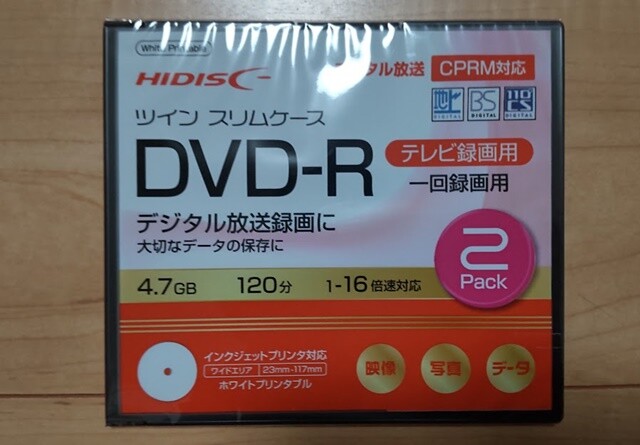 White Printable
HIDISC
デジタル放送
CPRM対応
地上 DIGITAL
BS DIGITAL
110 CS DIGITAL
ツイン スリムケース
DVD-R
テレビ録画用
一回録画用
デジタル放送録画に
大切なデータの保存に
2 Pack
4.7GB
120分
1-16倍速対応
インクジェットプリンタ対応
ワイドエリア 23mm-117mm
ホワイトプリンタブル
映像
写真
データ